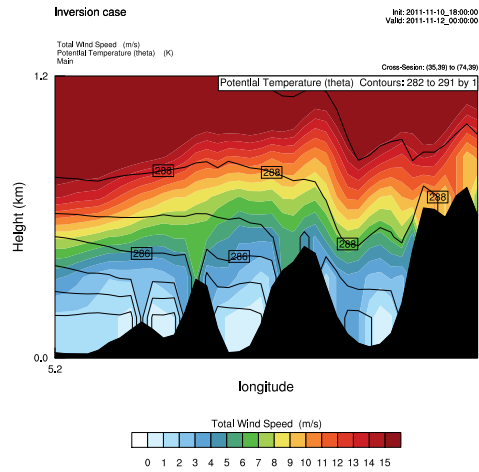 Inversion case
Init: 2011-11-10_18:00:00
Valid: 2011-11-12_00:00:00
Total Wind Speed (m/s)
Potential Temperature (theta) (K)
Main
Cross-Sesion: (35,39) to (74,39)
1.2
Potential Temperature (theta) Contours: 282 to 291 by 1
288
288
288
288
286
286
Height (km)
0.0
5.2
longitude
Total Wind Speed (m/s)
0 1 2 3 4 5 6 7 8 9 10 11 12 13 14 15